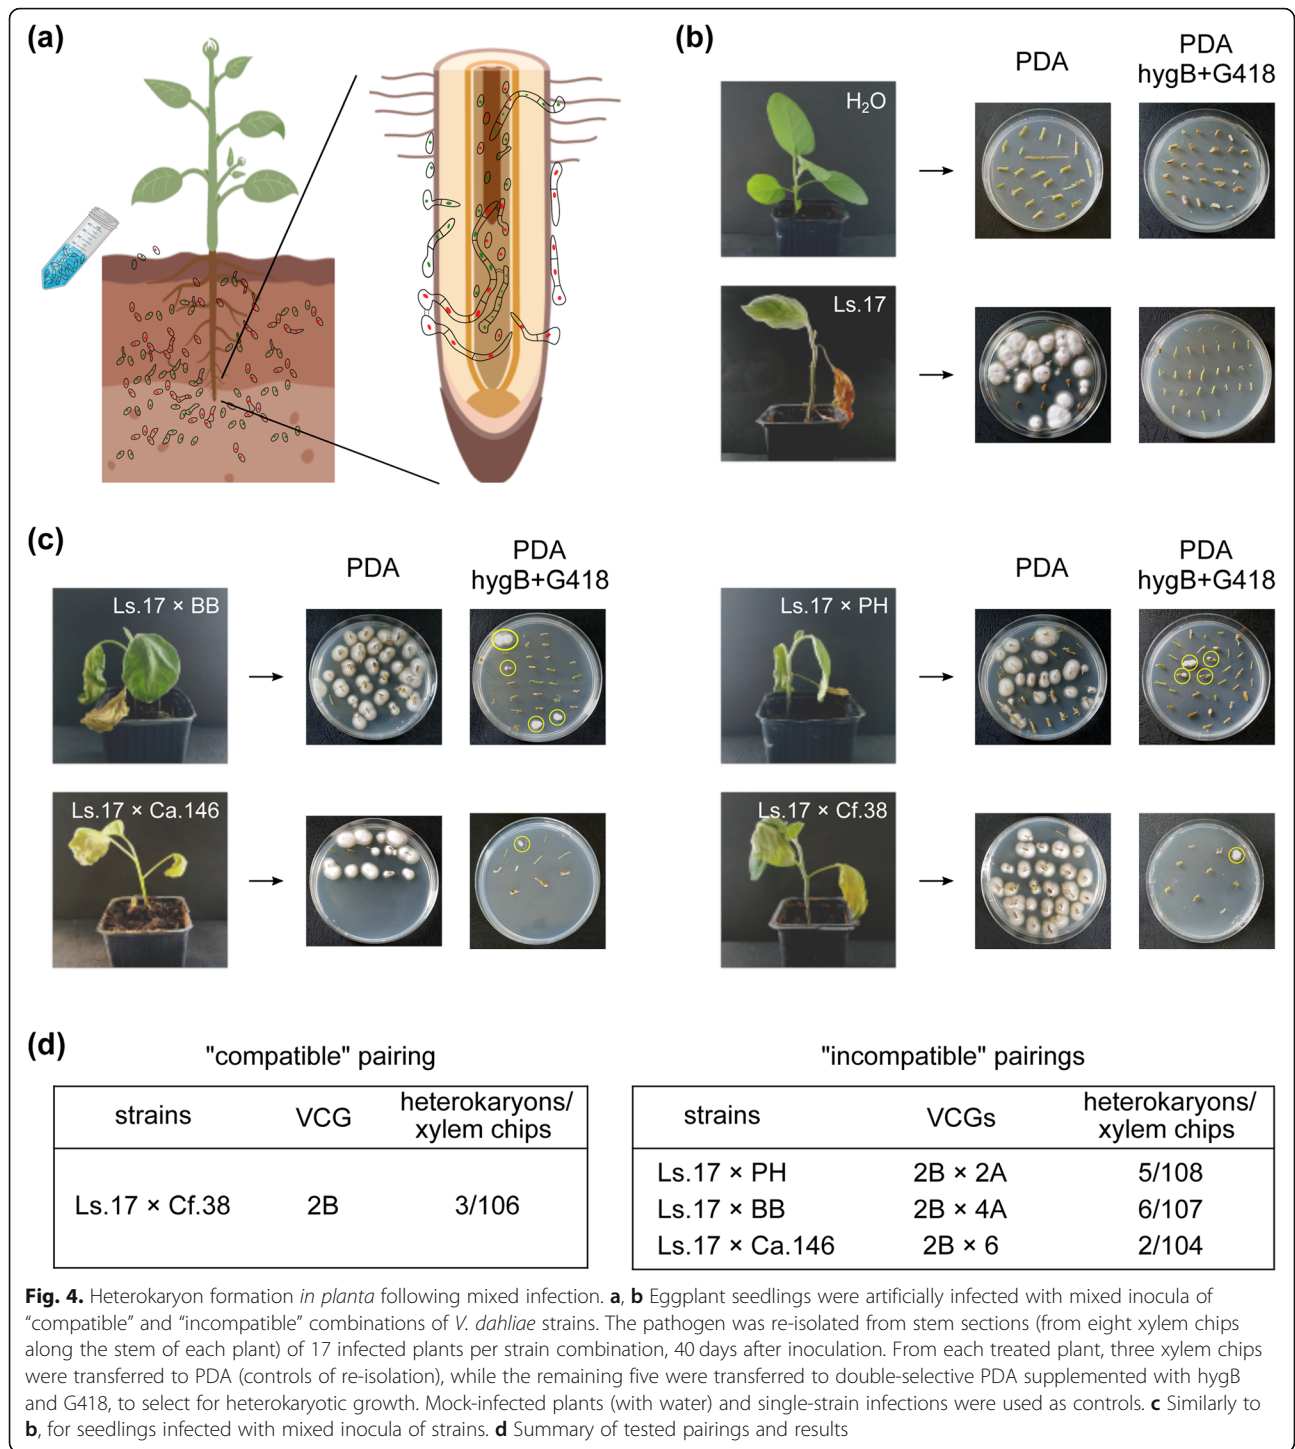 (a)
(b)
PDA
PDA
hygB+G418
H₂O
Ls.17
(c)
PDA
PDA
hygB+G418
Ls.17 × BB
Ls.17 × Ca.146
PDA
PDA
hygB+G418
Ls.17 × PH
Ls.17 × Cf.38
(d)
"compatible" pairing
strains VCG heterokaryons/
xylem chips
Ls.17 × Cf.38 2B 3/106
"incompatible" pairings
strains VCGs heterokaryons/
xylem chips
Ls.17 × PH 2B × 2A 5/108
Ls.17 × BB 2B × 4A 6/107
Ls.17 × Ca.146 2B × 6 2/104
Fig. 4. Heterokaryon formation in planta following mixed infection. a, b Eggplant seedlings were artificially infected with mixed inocula of
"compatible" and "incompatible" combinations of V. dahliae strains. The pathogen was re-isolated from stem sections (from eight xylem chips
along the stem of each plant) of 17 infected plants per strain combination, 40 days after inoculation. From each treated plant, three xylem chips
were transferred to PDA (controls of re-isolation), while the remaining five were transferred to double-selective PDA supplemented with hygB
and G418, to select for heterokaryotic growth. Mock-infected plants (with water) and single-strain infections were used as controls. c Similarly to
b, for seedlings infected with mixed inocula of strains. d Summary of tested pairings and results